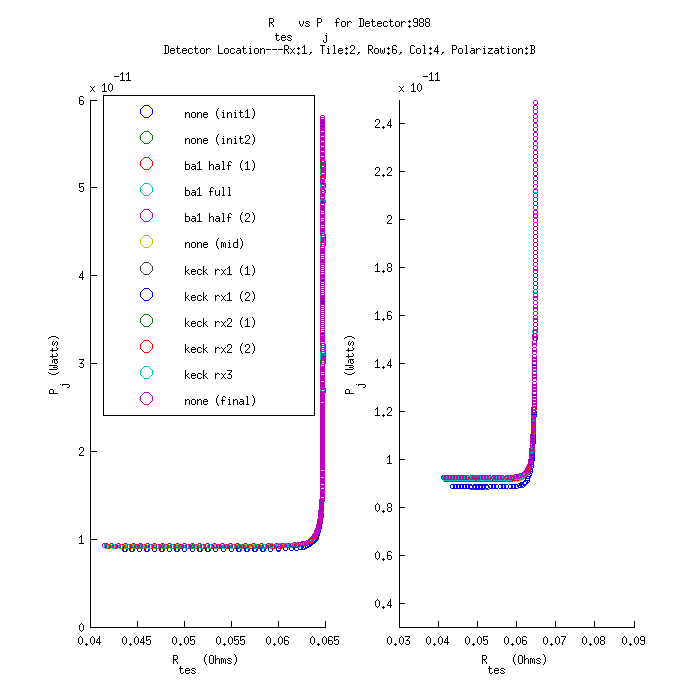 R tes vs P j for Detector:988
Detector Location---Rx:1, Tile:2, Row:6, Col:4, Polarization:B
x 10 -11
6
5
4
3
2
1
0
0.04 0.045 0.05 0.055 0.06 0.065
P j (Watts)
R tes (Ohms)
none (init1)
none (init2)
ba1 half (1)
ba1 full
ba1 half (2)
none (mid)
keck rx1 (1)
keck rx1 (2)
keck rx2 (1)
keck rx2 (2)
keck rx3
none (final)
x 10 -11
2.4
2.2
2
1.8
1.6
1.4
1.2
1
0.8
0.6
0.4
0.03 0.04 0.05 0.06 0.07 0.08 0.09
P j (Watts)
R tes (Ohms)